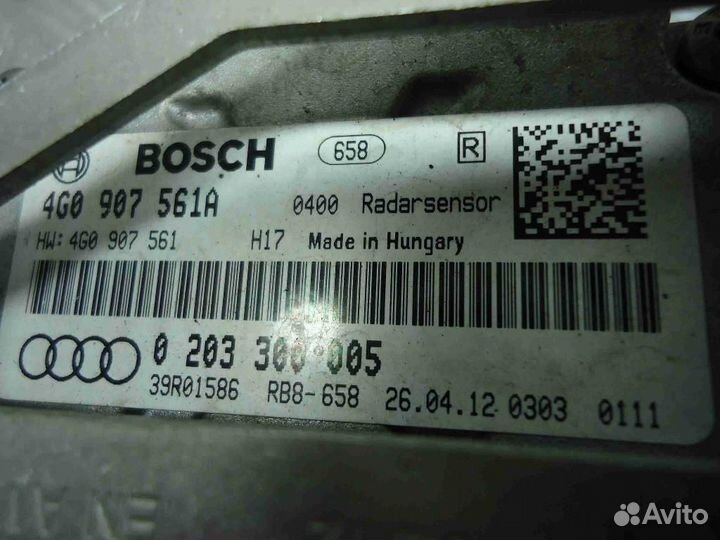 BOSCH 658 R
4G0 907 561A 0400 Radarsensor
HW: 4G0 907 561 H17 Made in Hungary
0 203 300 005
39R01586 RB8-658 26.04.12 0303 0111
Avito